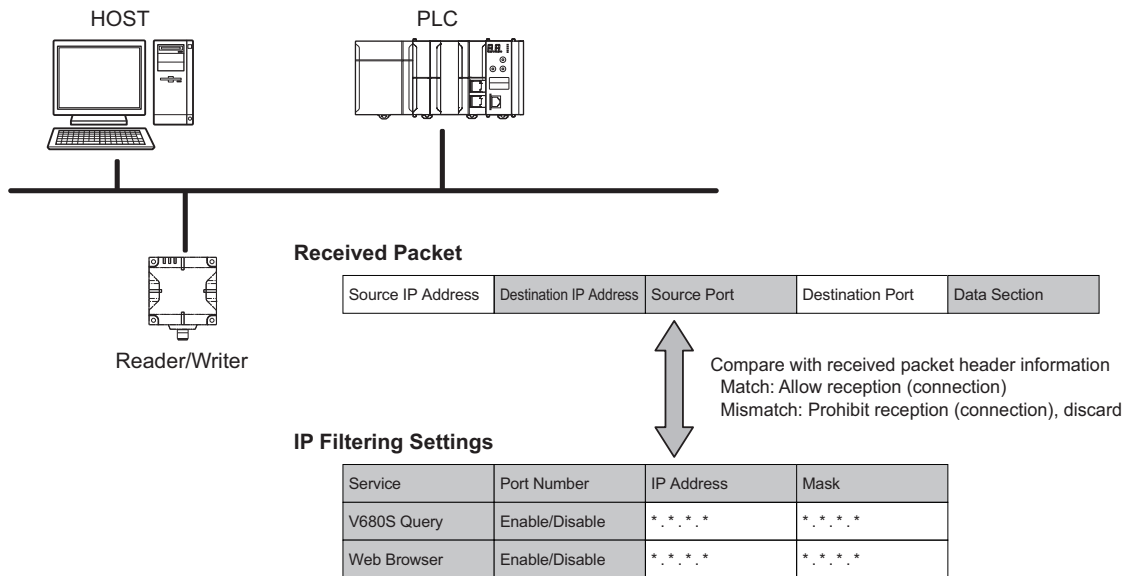 HOST
PLC
Reader/Writer
Received Packet
Source IP Address Destination IP Address Source Port Destination Port Data Section
Compare with received packet header information
Match: Allow reception (connection)
Mismatch: Prohibit reception (connection), discard
IP Filtering Settings
Service Port Number IP Address Mask
V680S Query Enable/Disable *.*.*.* *.*.*.*
Web Browser Enable/Disable *.*.*.* *.*.*.*